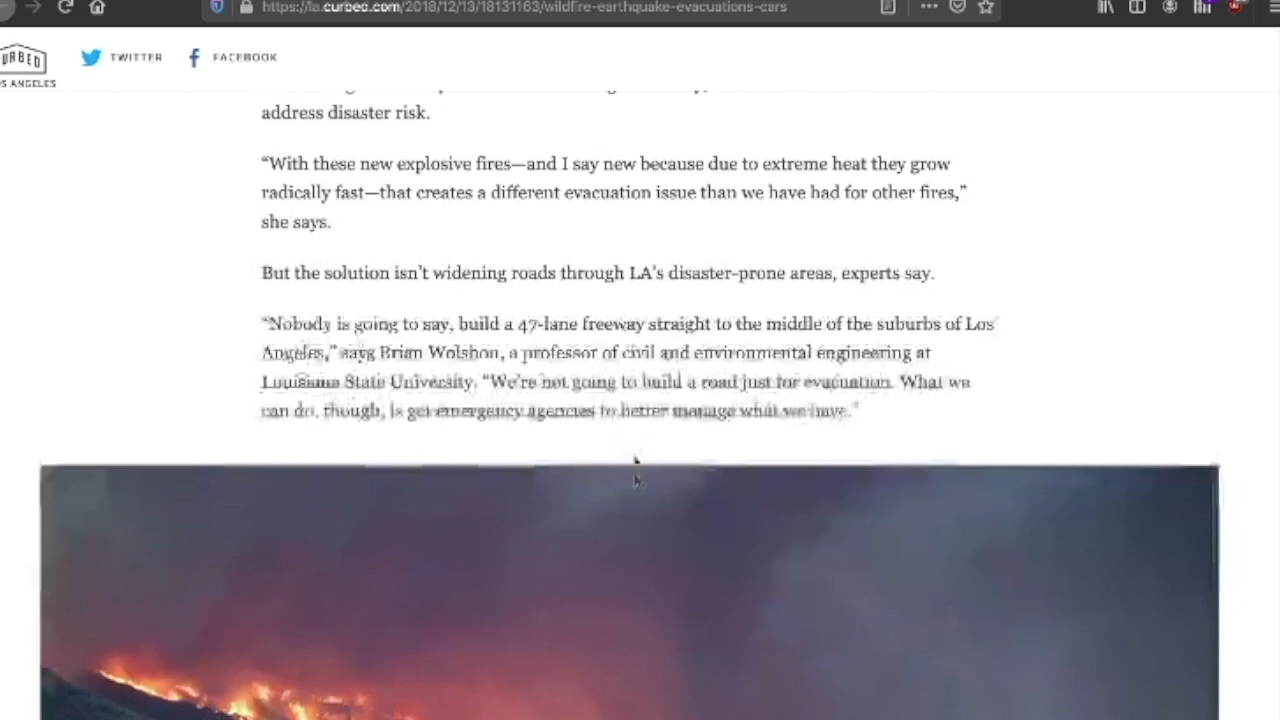 https://la.curbed.com/2018/12/13/18131163/wildfire-earthquake-evacuations-cars
URBED
OS ANGELES
TWITTER
FACEBOOK
address disaster risk.
“With these new explosive fires—and I say new because due to extreme heat they grow
radically fast—that creates a different evacuation issue than we have had for other fires,”
she says.
But the solution isn’t widening roads through LA’s disaster-prone areas, experts say.
“Nobody is going to say, build a 47-lane freeway straight to the middle of the suburbs of Los
Angeles,” says Brian Wolshon, a professor of civil and environmental engineering at
Louisiana State University. “We’re not going to build a road just for evacuation. What we
can do, though, is get emergency agencies to better manage what we have.”